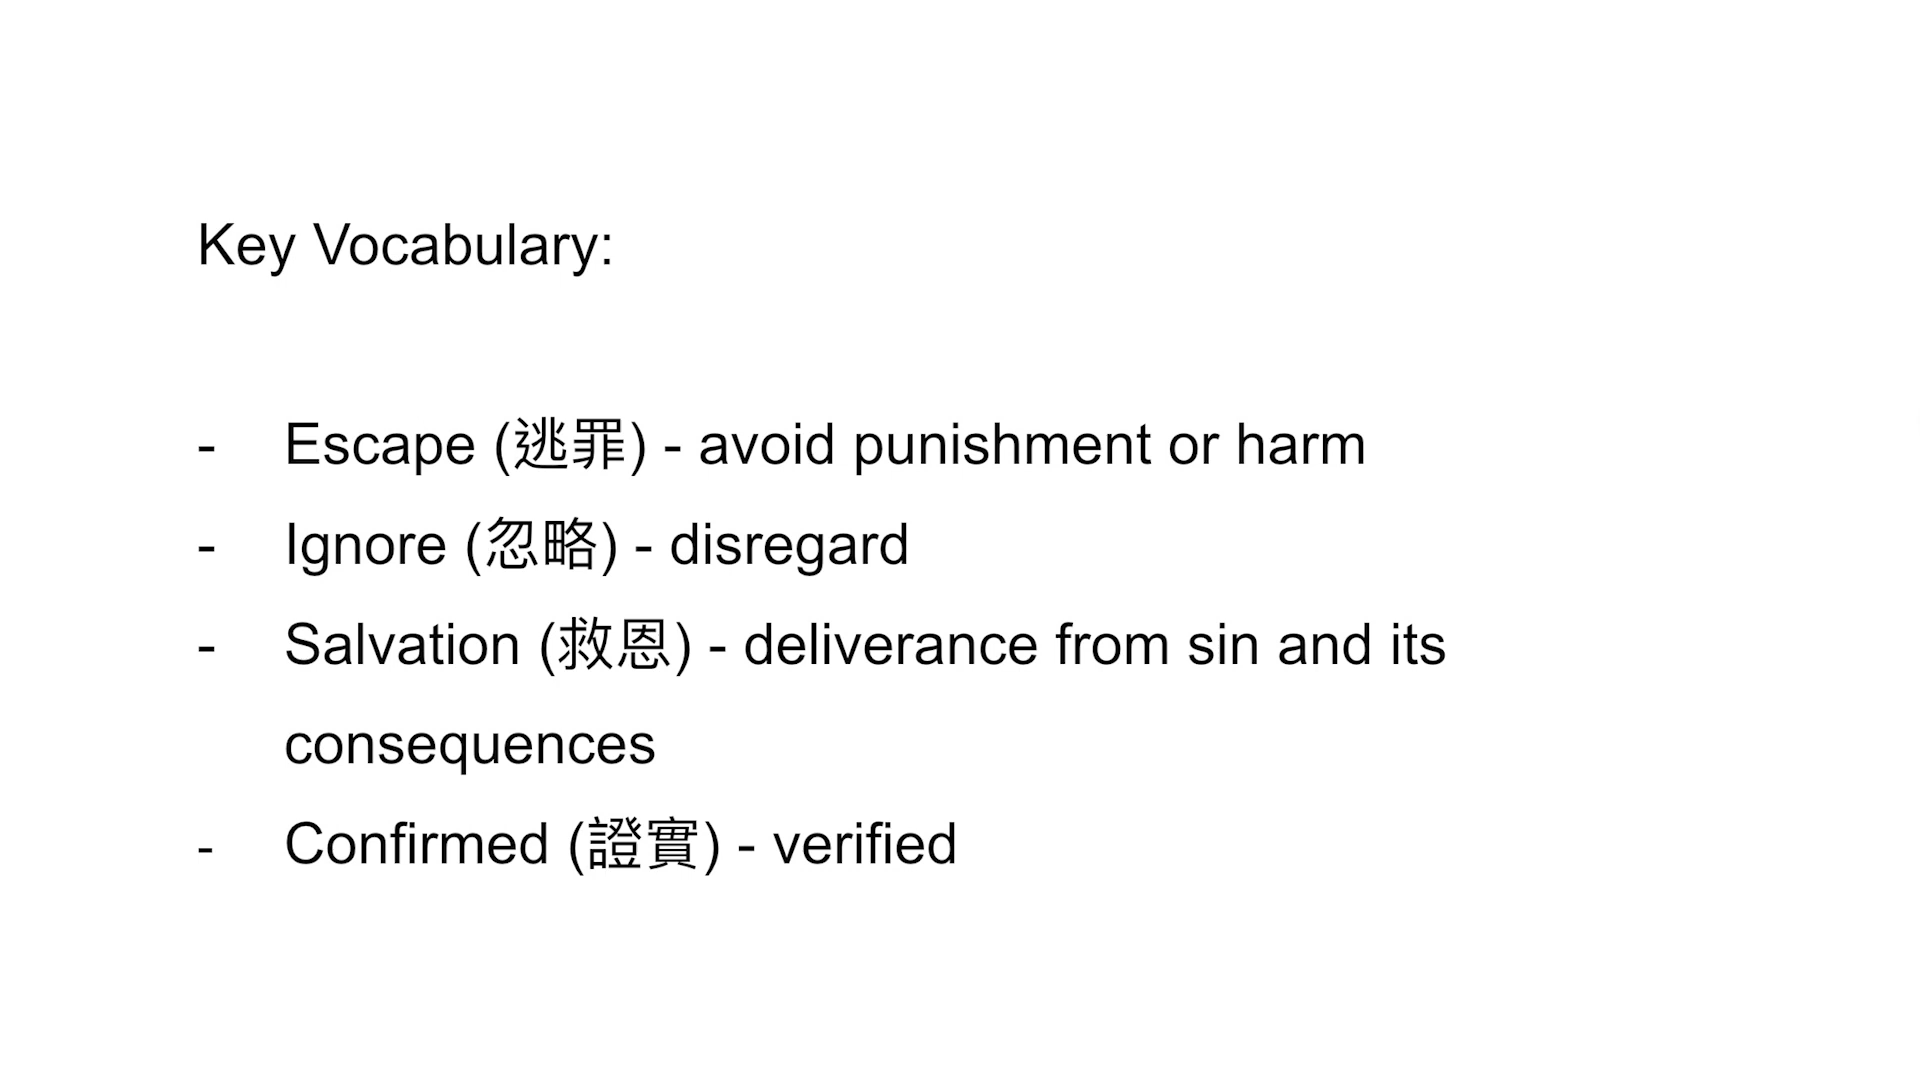 Key Vocabulary:
- Escape (逃罪) - avoid punishment or harm
- Ignore (忽略) - disregard
- Salvation (救恩) - deliverance from sin and its
consequences
- Confirmed (證實) - verified